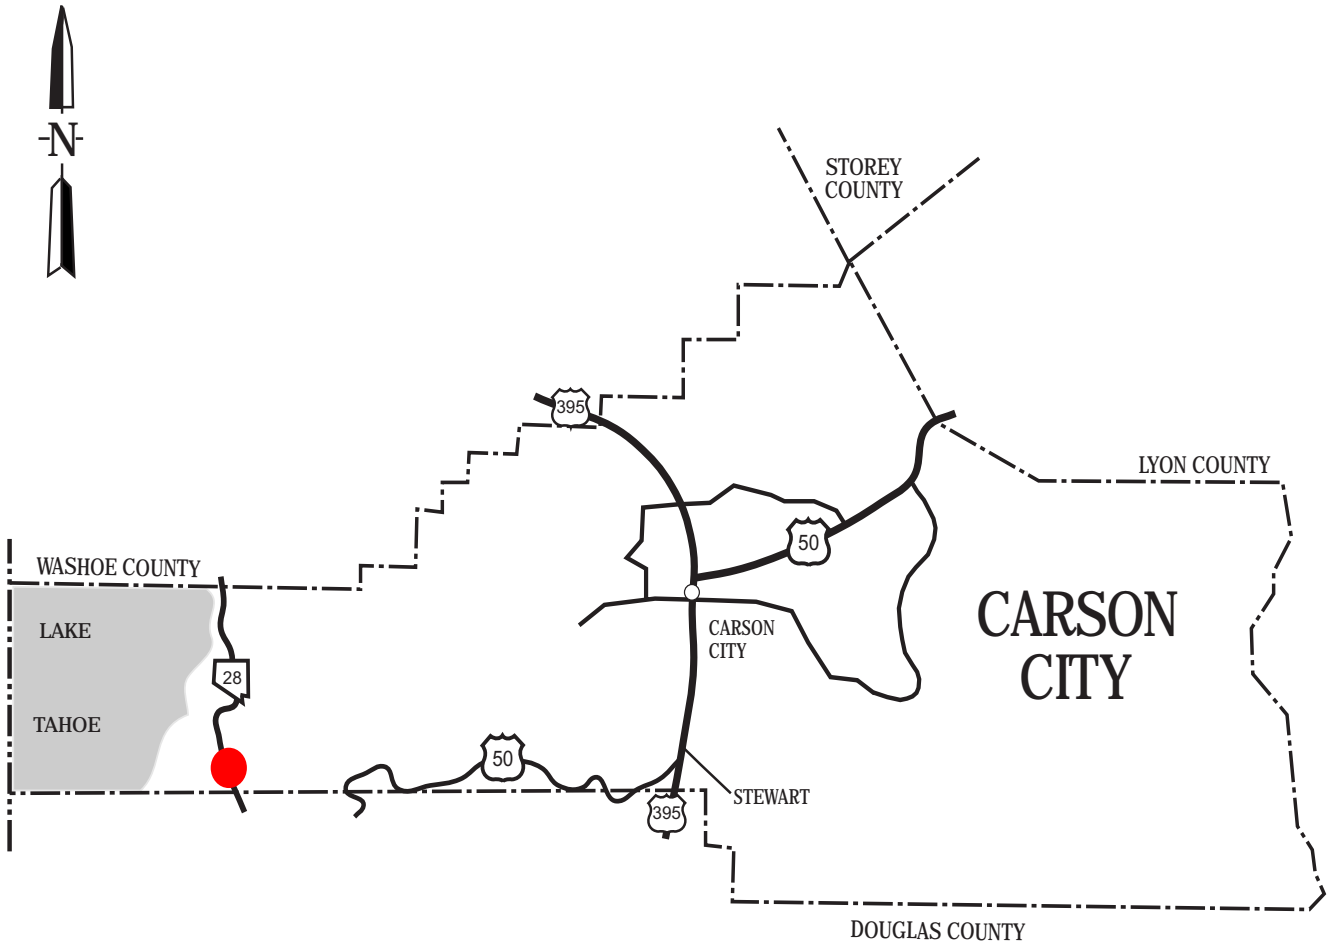 N
STOREY
COUNTY
395
LYON COUNTY
50
WASHOE COUNTY
LAKE
CARSON
CITY
CARSON
CITY
28
TAHOE
50
STEWART
395
DOUGLAS COUNTY